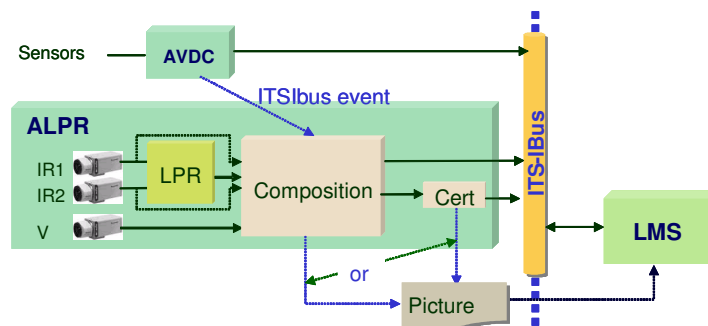 Sensors
AVDC
ITSIbus event
ALPR
IR1
IR2
V
LPR
Composition
Cert
ITS-IBus
LMS
or
Picture